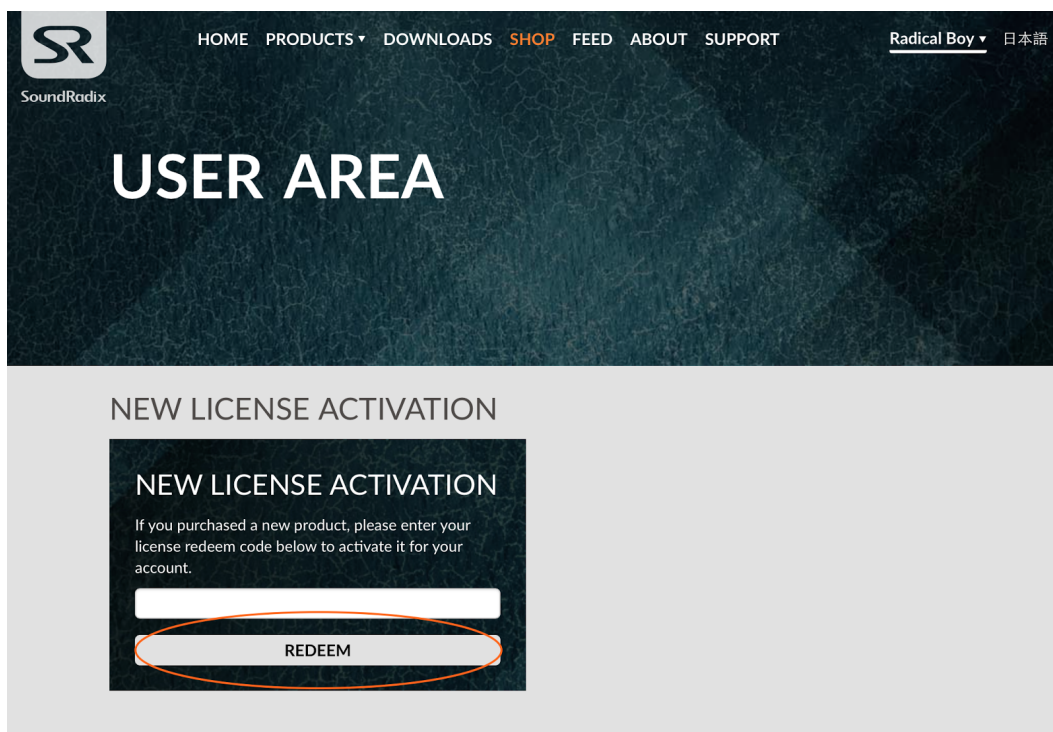 SR
SoundRadix
HOME PRODUCTS ▾ DOWNLOADS SHOP FEED ABOUT SUPPORT
Radical Boy ▾ 日本語
USER AREA
NEW LICENSE ACTIVATION
NEW LICENSE ACTIVATION
If you purchased a new product, please enter your
license redeem code below to activate it for your
account.
REDEEM